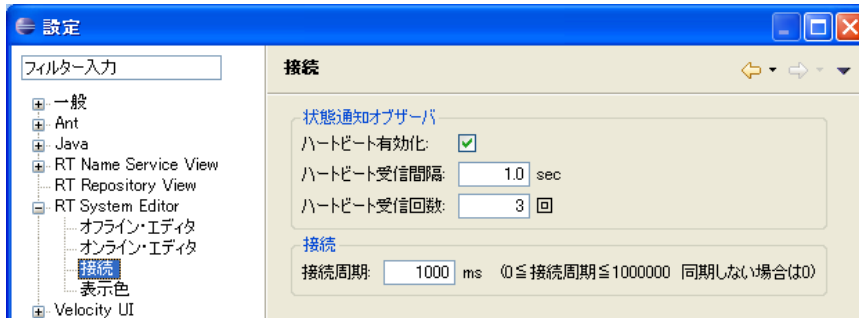 設定
フィルター入力
一般
Ant
Java
RT Name Service View
RT Repository View
RT System Editor
オフライン・エディタ
オンライン・エディタ
接続
表示色
Velocity UI
接続
状態通知オブザーバ
ハートビート有効化:
ハートビート受信間隔: 1.0 sec
ハートビート受信回数: 3 回
接続
接続周期: 1000 ms (0≦接続周期≦1000000 同期しない場合は0)